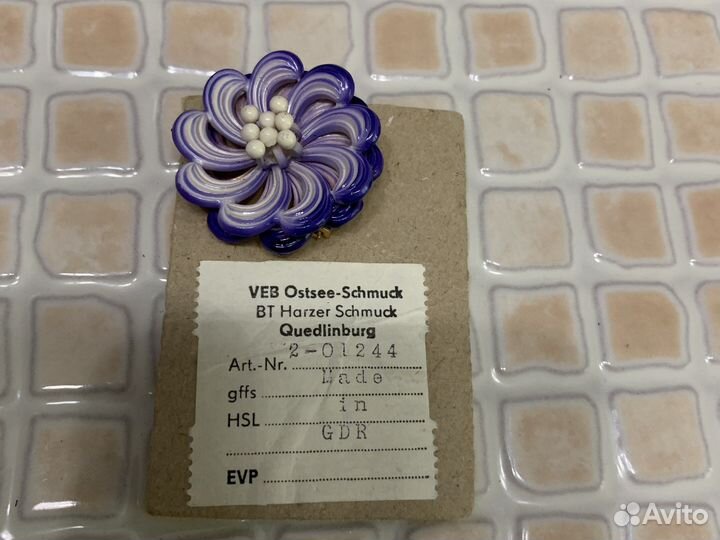 VEB Ostsee-Schmuck
BT Harzer Schmuck
Quedlinburg
Art.-Nr. 2-01244
gffs Made
HSL in
GDR
EVP
Avito